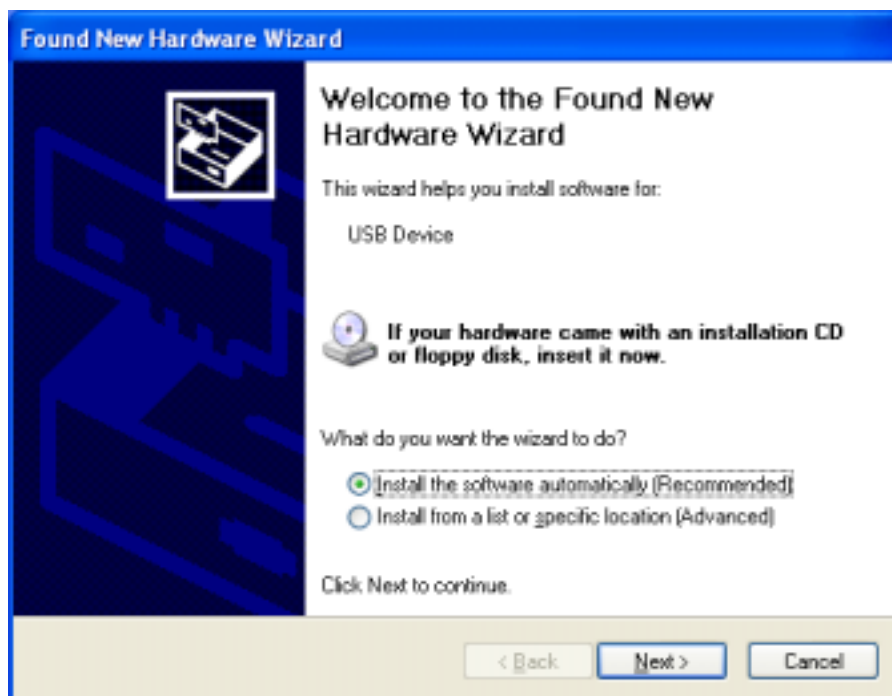 Found New Hardware Wizard
Welcome to the Found New
Hardware Wizard
This wizard helps you install software for:
USB Device
If your hardware came with an installation CD
or floppy disk, insert it now.
What do you want the wizard to do?
Install the software automatically (Recommended)
Install from a list or specific location (Advanced)
Click Next to continue.
< Back Next > Cancel